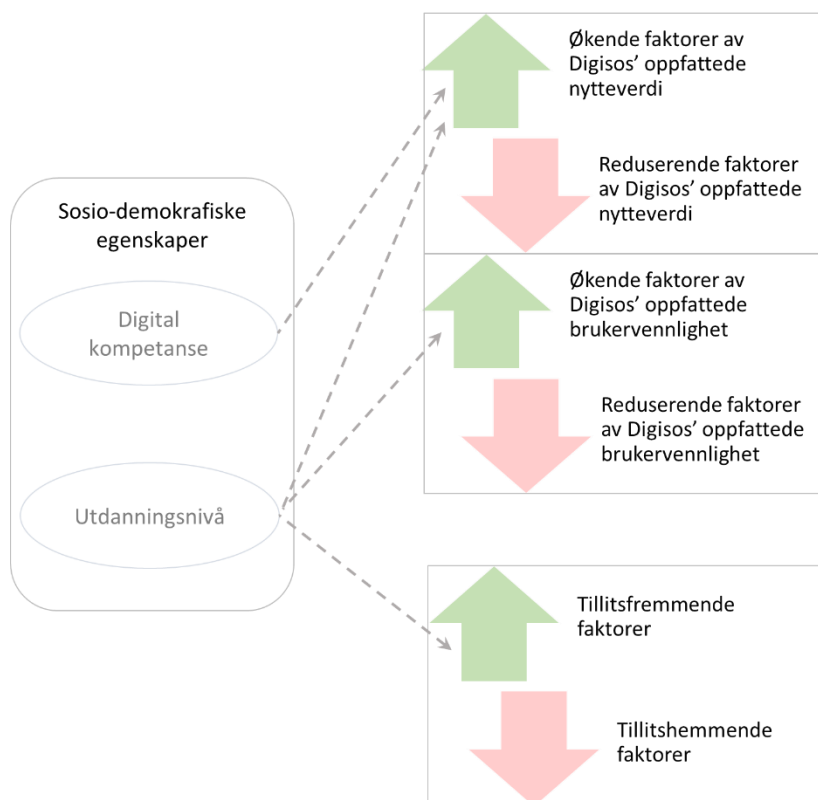 Sosio-demokrafiske
egenskaper
Digital
kompetanse
Utdanningsnivå
Økende faktorer av
Digisos’ oppfattede
nytteverdi
Reduserende faktorer
av Digisos’ oppfattede
nytteverdi
Økende faktorer av
Digisos’ oppfattede
brukervennlighet
Reduserende faktorer
av Digisos’ oppfattede
brukervennlighet
Tillitsfremmende
faktorer
Tillitshemmende
faktorer